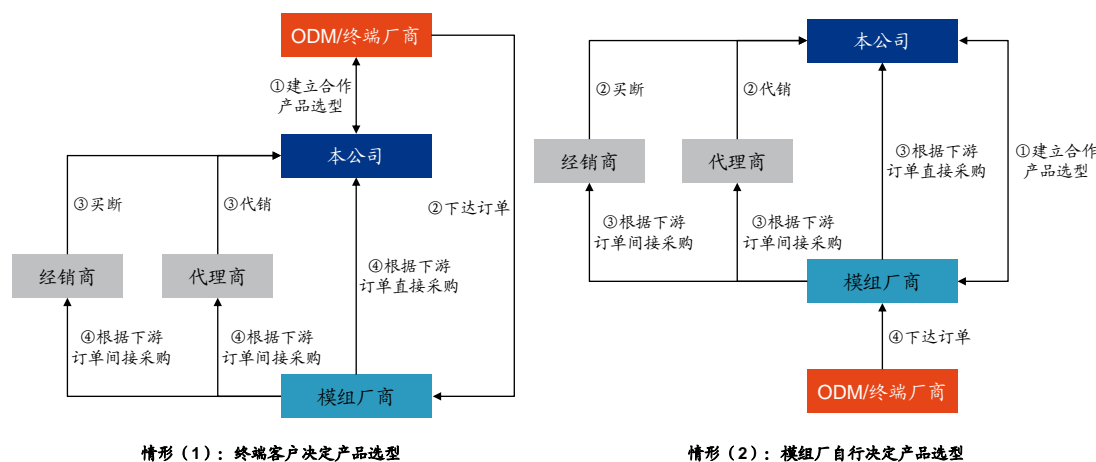 ODM/终端厂商
①建立合作
产品选型
本公司
③买断
③代销
②下达订单
经销商
代理商
④根据下游
订单直接采购
④根据下游
订单间接采购
④根据下游
订单间接采购
模组厂商
情形（1）：终端客户决定产品选型
本公司
②买断
②代销
经销商
代理商
③根据下游
订单直接采购
①建立合作
产品选型
③根据下游
订单间接采购
③根据下游
订单间接采购
模组厂商
④下达订单
ODM/终端厂商
情形（2）：模组厂自行决定产品选型